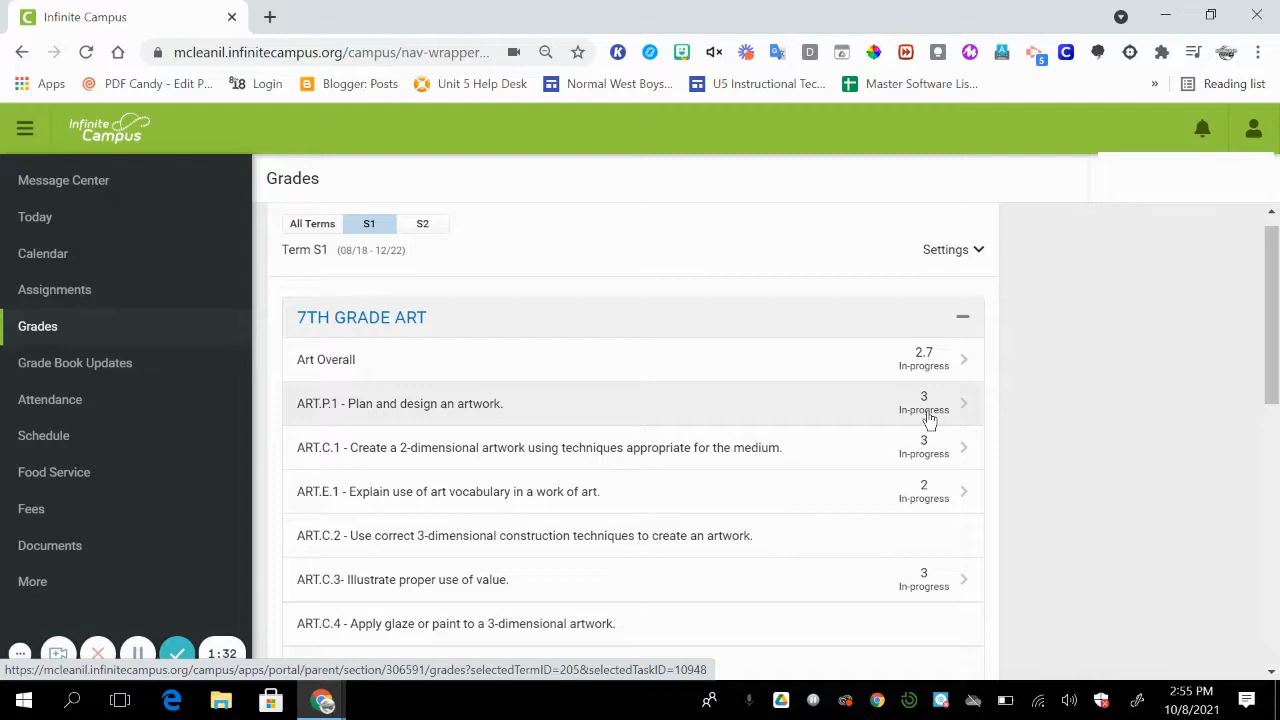 Infinite Campus
mcleanil.infinitecampus.org/campus/nav-wrapper
5
Apps
PDF Candy - Edit P...
Login
Blogger: Posts
Unit 5 Help Desk
Normal West Boys...
U5 Instructional Tec...
Master Software Lis...
»
Reading list
Infinite Campus
Message Center
Today
Calendar
Assignments
Grades
Grade Book Updates
Attendance
Schedule
Food Service
Fees
Documents
More
Grades
All Terms
S1
S2
Term S1 (08/18 - 12/22)
Settings
7TH GRADE ART
Art Overall
2.7
In-progress
ART.P.1 - Plan and design an artwork.
3
In-progress
ART.C.1 - Create a 2-dimensional artwork using techniques appropriate for the medium.
3
In-progress
ART.E.1 - Explain use of art vocabulary in a work of art.
2
In-progress
ART.C.2 - Use correct 3-dimensional construction techniques to create an artwork.
ART.C.3- Illustrate proper use of value.
3
In-progress
ART.C.4 - Apply glaze or paint to a 3-dimensional artwork.
1:32
https://mcleanil.infinitecampus.org/campus/apps/portal/parent/section/306591/grades?selectedTermID=205&selectedTaskID=10948
2:55 PM
10/8/2021